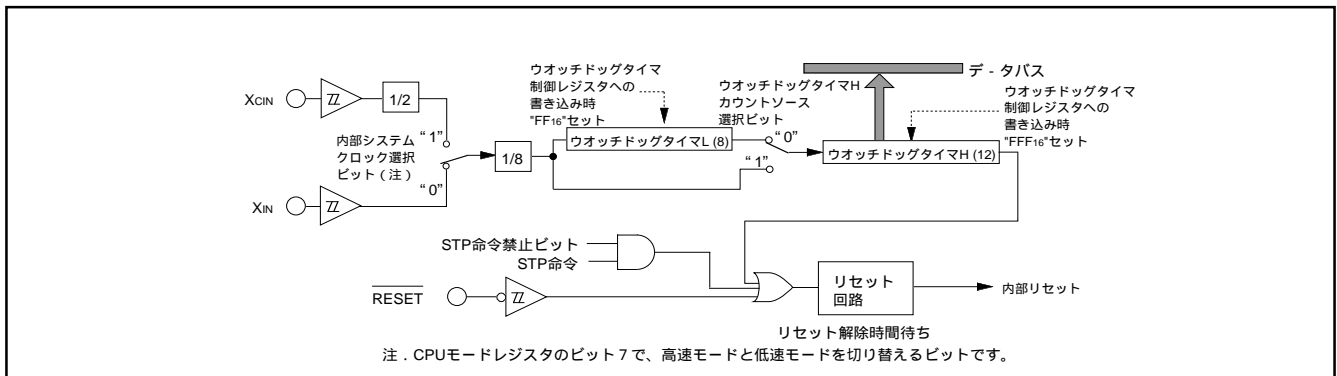 XCIN
1/2
内部システム
クロック選択
ビット（注）
“1”
“0”
XIN
1/8
ウオッチドッグタイマ
制御レジスタへの
書き込み時
"FF16"セット
ウオッチドッグタイマL (8)
ウオッチドッグタイマH
カウントソース
選択ビット
“0”
“1”
デ - タバス
ウオッチドッグタイマ
制御レジスタへの
書き込み時
"FFF16"セット
ウオッチドッグタイマH (12)
STP命令禁止ビット
STP命令
RESET
リセット
回路
内部リセット
リセット解除時間待ち
注．CPUモードレジスタのビット７で、高速モードと低速モードを切り替えるビットです。